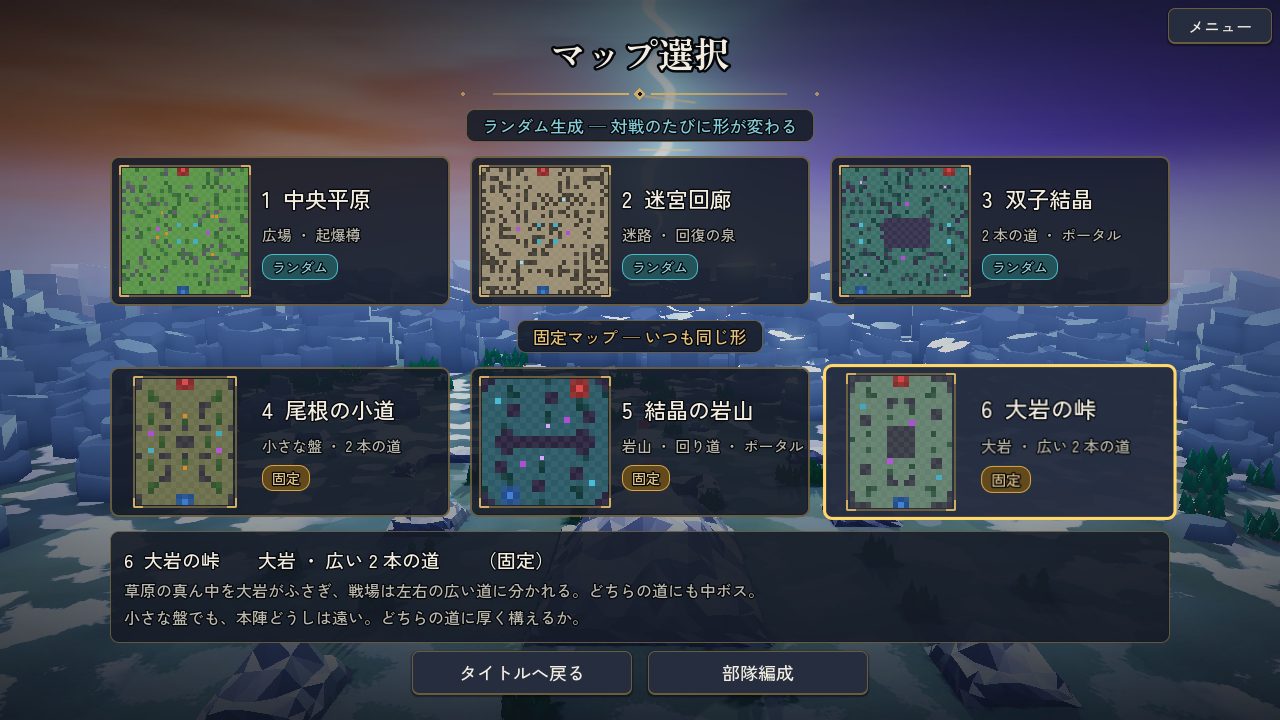 メニュー
マップ選択
ランダム生成 — 対戦のたびに形が変わる
1 中央平原
広場 ・ 起爆樽
ランダム
2 迷宮回廊
迷路 ・ 回復の泉
ランダム
3 双子結晶
2 本の道 ・ ポータル
ランダム
固定マップ — いつも同じ形
4 尾根の小道
小さな盤 ・ 2 本の道
固定
5 結晶の岩山
岩山 ・ 回り道 ・ ポータル
固定
6 大岩の峠
大岩 ・ 広い 2 本の道
固定
6 大岩の峠 大岩 ・ 広い 2 本の道 （固定）
草原の真ん中を大岩がふさぎ、戦場は左右の広い道に分かれる。どちらの道にも中ボス。
小さな盤でも、本陣どうしは遠い。どちらの道に厚く構えるか。
タイトルへ戻る
部隊編成